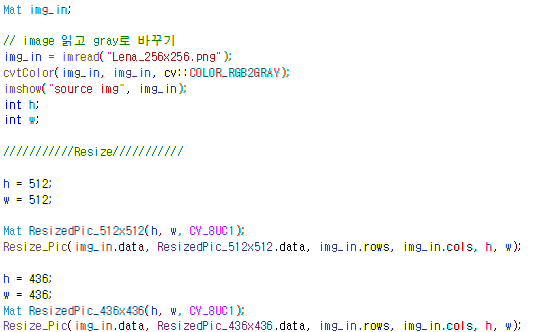 Mat img_in;
// image 읽고 gray로 바꾸기
img_in = imread("Lena_256x256.png");
cvtColor(img_in, img_in, cv::COLOR_RGB2GRAY);
imshow("source img", img_in);
int h;
int w;
///////////Resize///////////
h = 512;
w = 512;
Mat ResizedPic_512x512(h, w, CV_8UC1);
Resize_Pic(img_in.data, ResizedPic_512x512.data, img_in.rows, img_in.cols, h, w);
h = 436;
w = 436;
Mat ResizedPic_436x436(h, w, CV_8UC1);
Resize_Pic(img_in.data, ResizedPic_436x436.data, img_in.rows, img_in.cols, h, w);